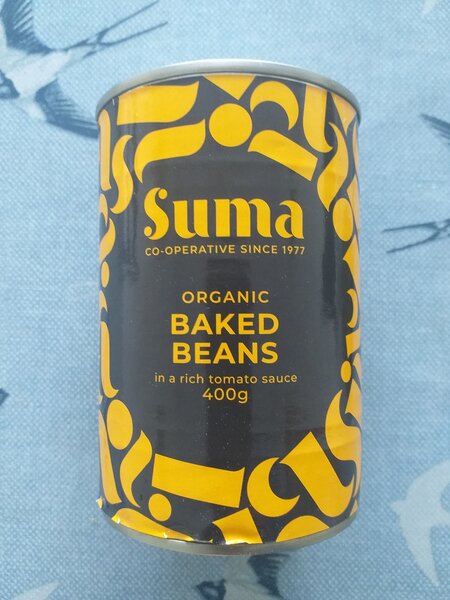 Suma
CO-OPERATIVE SINCE 1977
ORGANIC
BAKED
BEANS
in a rich tomato sauce
400g